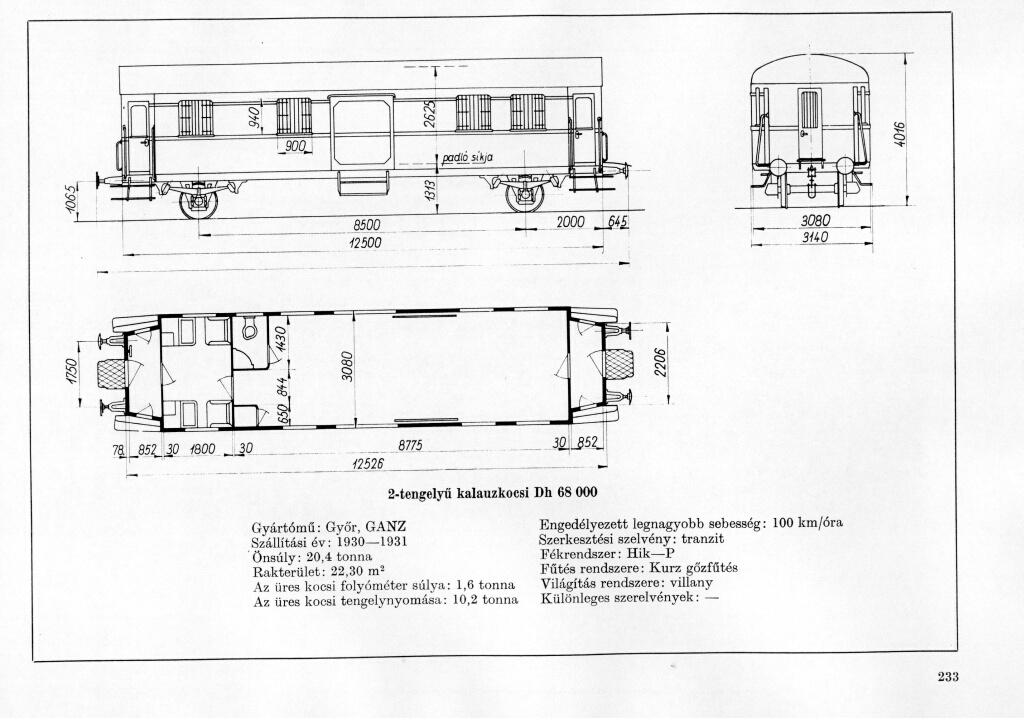 940
900
2625
padló síkja
1065
1313
8500
2000
645
12500
4016
3080
3140
1750
1430
844
650
3080
2206
78
852
30
1800
30
8775
30
852
12526
2-tengelyű kalauzkocsi Dh 68 000
Gyártómű: Győr, GANZ
Szállítási év: 1930—1931
Önsúly: 20,4 tonna
Rakterület: 22,30 m²
Az üres kocsi folyóméter súlya: 1,6 tonna
Az üres kocsi tengelynyomása: 10,2 tonna
Engedélyezett legnagyobb sebesség: 100 km/óra
Szerkesztési szelvény: tranzit
Fékrendszer: Hik—P
Fűtés rendszere: Kurz gőzfűtés
Világítás rendszere: villany
Különleges szerelvények: —
233